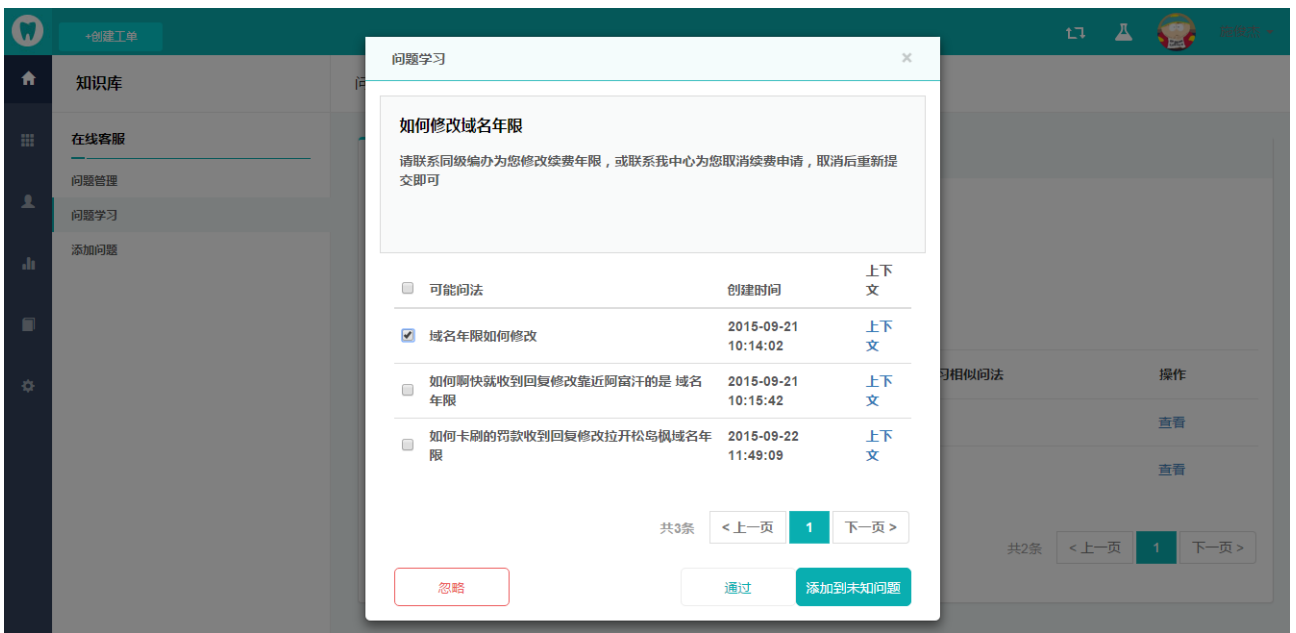 +创建工单
知识库
在线客服
问题管理
问题学习
添加问题
问题学习
×
如何修改域名年限
请联系同级编办为您修改续费年限，或联系我中心为您取消续费申请，取消后重新提
交即可
可能问法
创建时间
上下
文
域名年限如何修改
2015-09-21
10:14:02
上下
文
如何啊快就收到回复修改靠近阿富汗的是 域名
年限
2015-09-21
10:15:42
上下
文
如何卡刷的罚款收到回复修改拉开松岛枫域名年
限
2015-09-22
11:49:09
上下
文
共3条
< 上一页
1
下一页 >
忽略
通过
添加到未知问题
习相似问法
操作
查看
查看
共2条
< 上一页
1
下一页 >